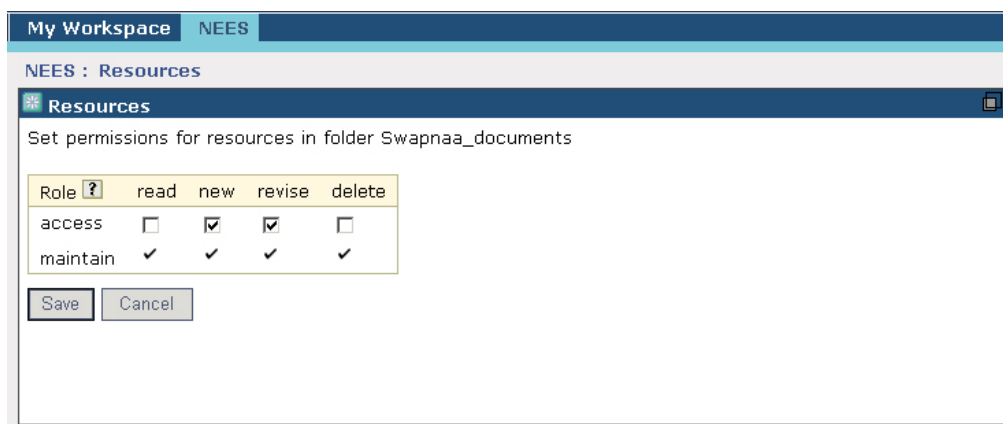 My Workspace NEES
NEES : Resources
Resources
Set permissions for resources in folder Swapnaa_documents
Role ? read new revise delete
access
maintain
Save Cancel